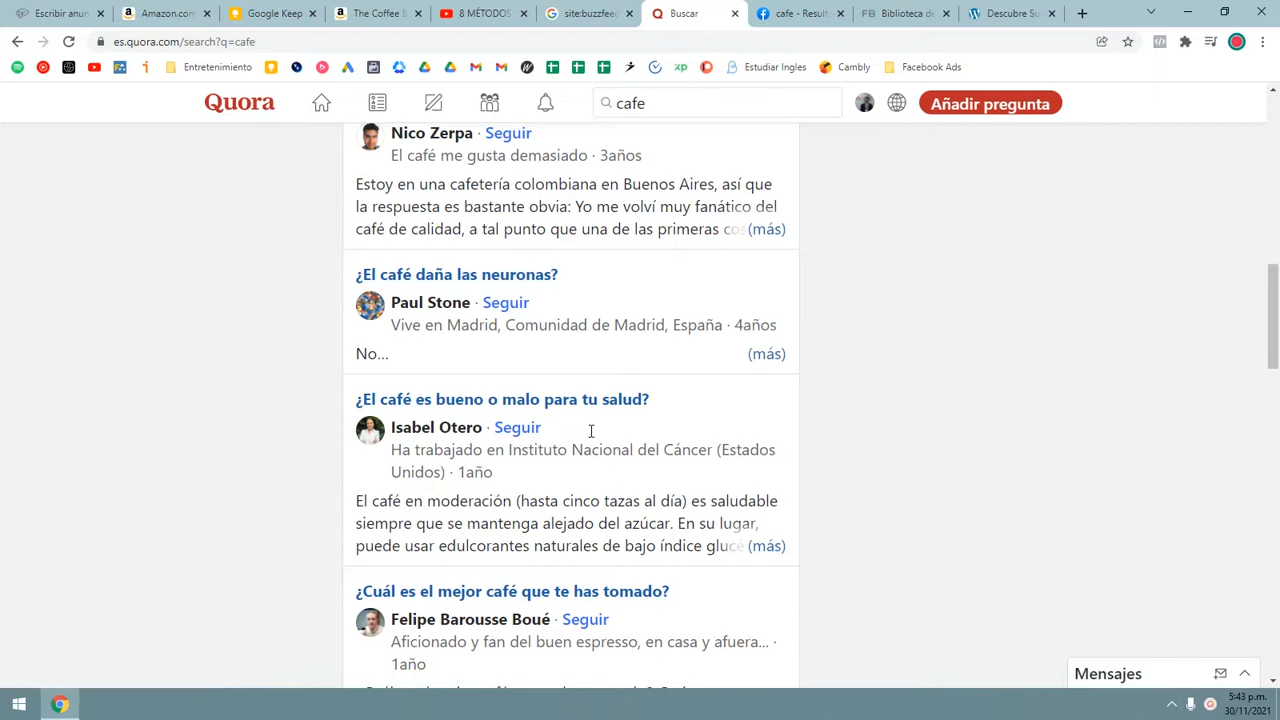 Escribir anun
Amazon.com
Google Keep
The Coffee B
8 MÉTODOS
site:buzzfeed
Buscar
cafe - Result
Biblioteca de
Descubre Su
es.quora.com/search?q=cafe
Entretenimiento
Estudiar Ingles
Cambly
Facebook Ads
Quora
cafe
Añadir pregunta
Nico Zerpa · Seguir
El café me gusta demasiado · 3años
Estoy en una cafetería colombiana en Buenos Aires, así que
la respuesta es bastante obvia: Yo me volví muy fanático del
café de calidad, a tal punto que una de las primeras cos (más)
¿El café daña las neuronas?
Paul Stone · Seguir
Vive en Madrid, Comunidad de Madrid, España · 4años
No... (más)
¿El café es bueno o malo para tu salud?
Isabel Otero · Seguir
Ha trabajado en Instituto Nacional del Cáncer (Estados
Unidos) · 1año
El café en moderación (hasta cinco tazas al día) es saludable
siempre que se mantenga alejado del azúcar. En su lugar,
puede usar edulcorantes naturales de bajo índice glucé (más)
¿Cuál es el mejor café que te has tomado?
Felipe Barousse Boué · Seguir
Aficionado y fan del buen espresso, en casa y afuera... ·
1año
Mensajes
5:43 p.m.
30/11/2021